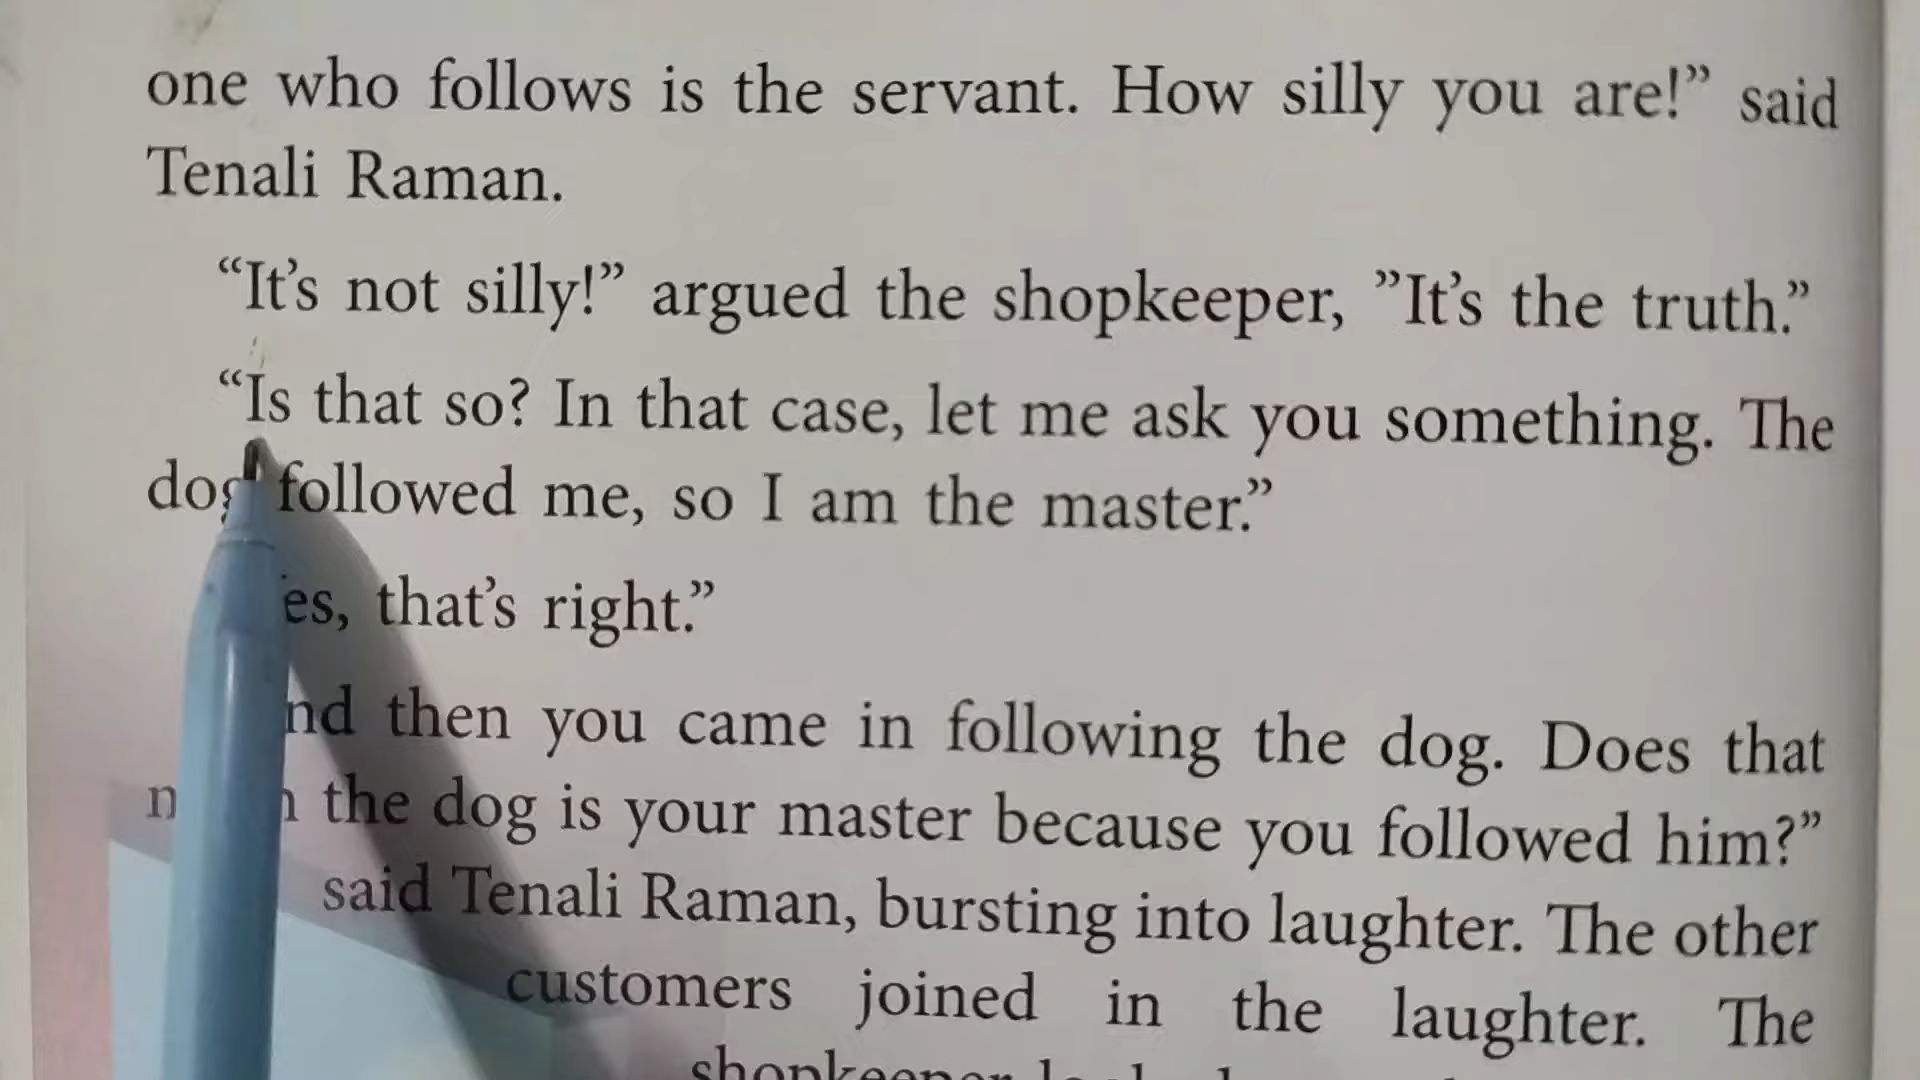 one who follows is the servant. How silly you are!” said
Tenali Raman.
“It’s not silly!” argued the shopkeeper, ”It’s the truth.”
“Is that so? In that case, let me ask you something. The
dog followed me, so I am the master.”
es, that’s right.”
nd then you came in following the dog. Does that
the dog is your master because you followed him?”
said Tenali Raman, bursting into laughter. The other
customers joined in the laughter. The
shopkeeper